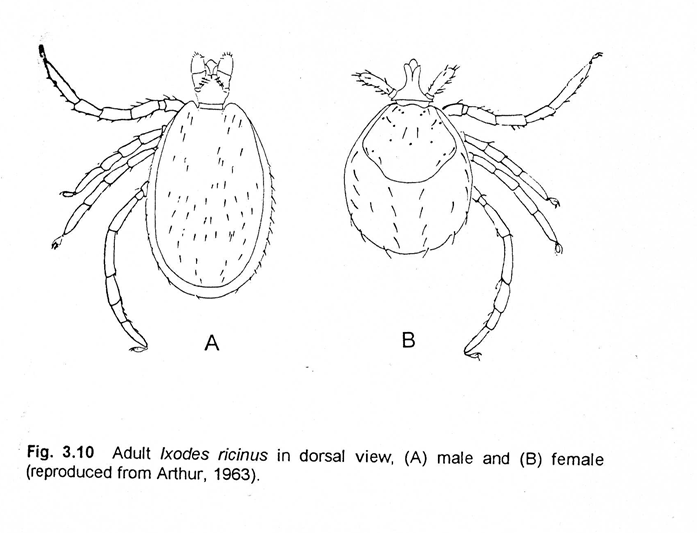 A
B
Fig. 3.10 Adult Ixodes ricinus in dorsal view, (A) male and (B) female
(reproduced from Arthur, 1963).